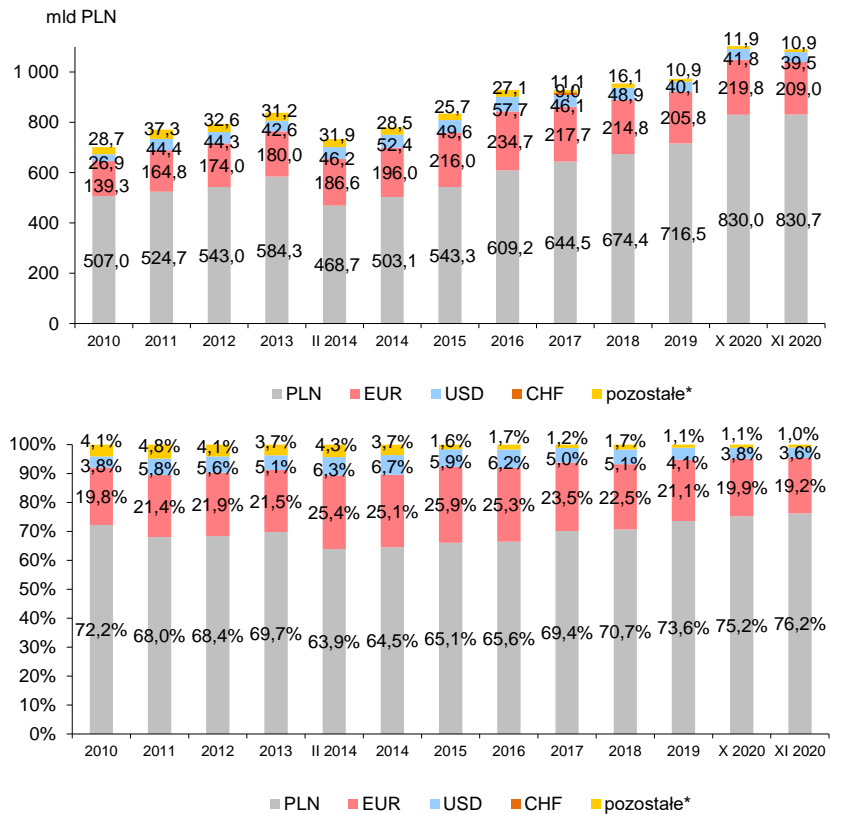 mld PLN
11,9 10,9
27,1 11,1 16,1 10,9 41,8 39,5
1 000
28,7 37,3 32,6 31,2 31,9 28,5 25,7 57,7 9,0 48,9 40,1 219,8 209,0
800
26,9 44,4 44,3 42,6 46,2 52,4 49,6 234,7 46,1 214,8 205,8
139,3 164,8 174,0 180,0 186,6 196,0 216,0 217,7
600
400
507,0 524,7 543,0 584,3 468,7 503,1 543,3 609,2 644,5 674,4 716,5 830,0 830,7
200
0
2010 2011 2012 2013 II 2014 2014 2015 2016 2017 2018 2019 X 2020 XI 2020
PLN EUR USD CHF pozostałe*
100% 4,1% 4,8% 4,1% 3,7% 4,3% 3,7% 1,6% 1,7% 1,2% 1,7% 1,1% 1,1% 1,0%
90% 3,8% 5,8% 5,6% 5,1% 6,3% 6,7% 5,9% 6,2% 5,0% 5,1% 4,1% 3,8% 3,6%
80% 19,8% 21,4% 21,9% 21,5% 25,4% 25,1% 25,9% 25,3% 23,5% 22,5% 21,1% 19,9% 19,2%
70%
60%
50%
40%
30% 72,2% 68,0% 68,4% 69,7% 63,9% 64,5% 65,1% 65,6% 69,4% 70,7% 73,6% 75,2% 76,2%
20%
10%
0%
2010 2011 2012 2013 II 2014 2014 2015 2016 2017 2018 2019 X 2020 XI 2020
PLN EUR USD CHF pozostałe*